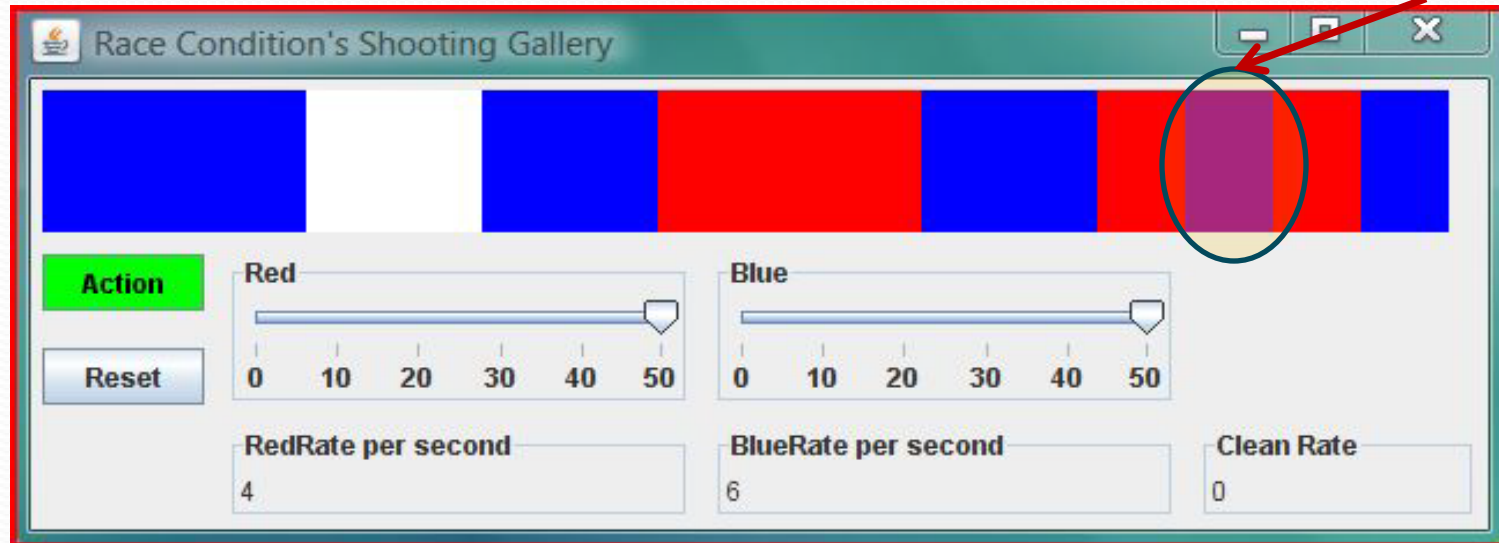 Race Condition's Shooting Gallery
Action
Red
Blue
0 10 20 30 40 50
0 10 20 30 40 50
Reset
RedRate per second
BlueRate per second
Clean Rate
4
6
0